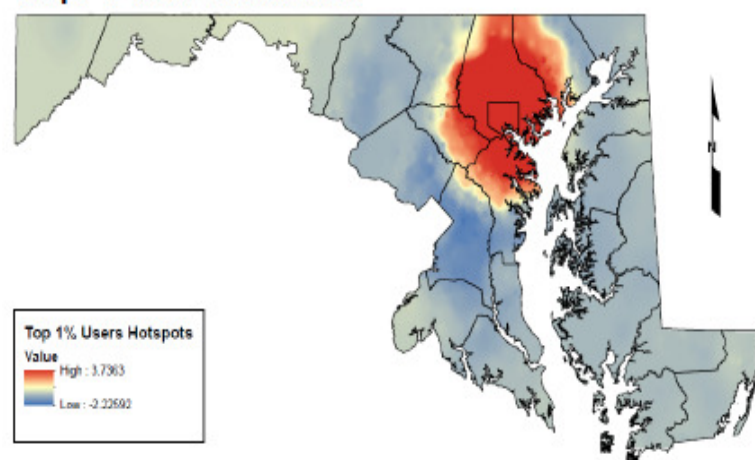 N
Top 1% Users Hotspots
Value
High : 3.7363
Low : -2.22592